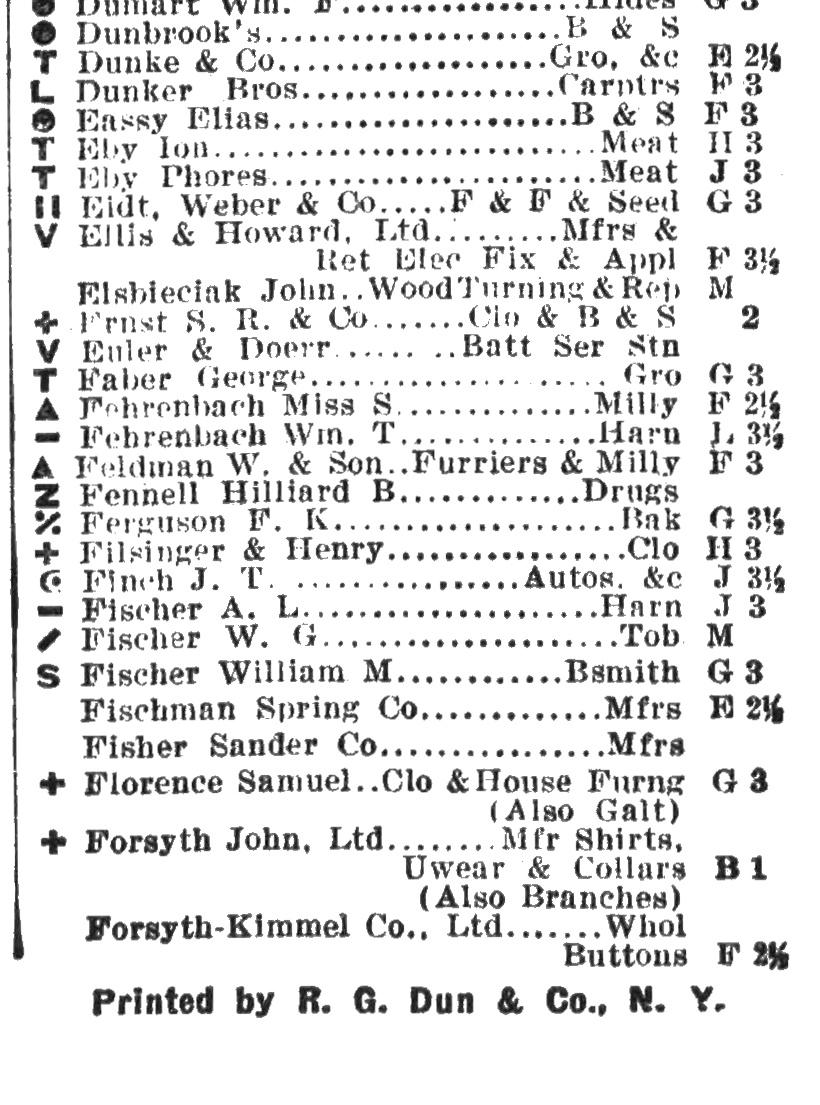 Dumart Wm. F.................Hides G 3
Dunbrook's....................B & S
T Dunke & Co..................Gro, &c E 2½
L Dunker Bros................Carptrs F 3
Eassy Elias....................B & S F 3
T Eby Ion..........................Meat H 3
T Eby Phores......................Meat J 3
Eidt, Weber & Co.....F & F & Seed G 3
V Ellis & Howard, Ltd.........Mfrs &
Ret Elec Fix & Appl F 3½
Elsbieciak John..Wood Turning & Rep M
+ Ernst S. R. & Co.......Clo & B & S 2
V Euler & Doerr...... ..Batt Ser Stn
T Faber George.................... Gro G 3
▲ Fehrenbach Miss S..............Milly F 2½
− Fehrenbach Wm. T..............Harn L 3½
▲ Feldman W. & Son..Furriers & Milly F 3
Z Fennell Hilliard B.............Drugs
⁒ Ferguson F. K....................Bak G 3½
+ Filsinger & Henry.................Clo H 3
Finch J. T. ...............Autos, &c J 3½
− Fischer A. L.....................Harn J 3
/ Fischer W. G.....................Tob M
S Fischer William M............Bsmith G 3
Fischman Spring Co.............Mfrs E 2½
Fisher Sander Co................Mfrs
+ Florence Samuel..Clo & House Furng G 3
(Also Galt)
+ Forsyth John, Ltd........Mfr Shirts,
Uwear & Collars B 1
(Also Branches)
Forsyth-Kimmel Co., Ltd.......Whol
Buttons F 2½
Printed by R. G. Dun & Co., N. Y.